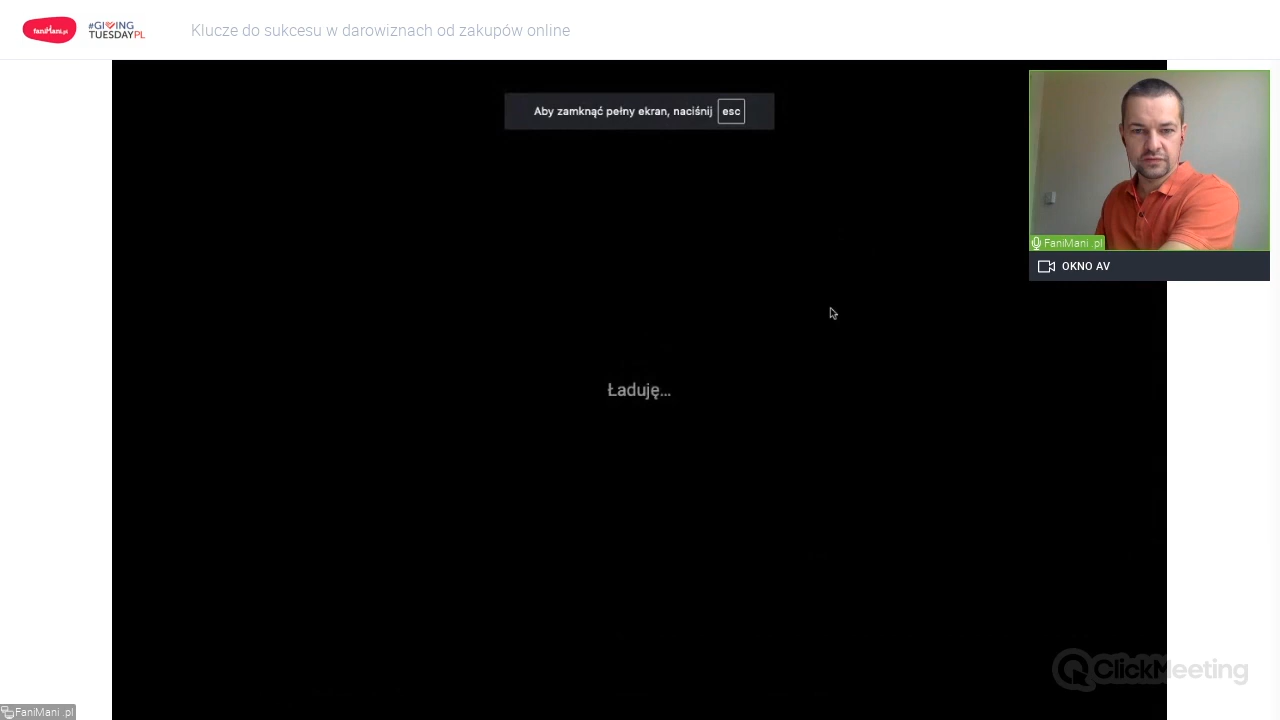 faniMani.pl
#GIVING
TUESDAYPL
Klucze do sukcesu w darowiznach od zakupów online
Aby zamknąć pełny ekran, naciśnij esc
FaniMani .pl
OKNO AV
Ładuję...
ClickMeeting
FaniMani .pl